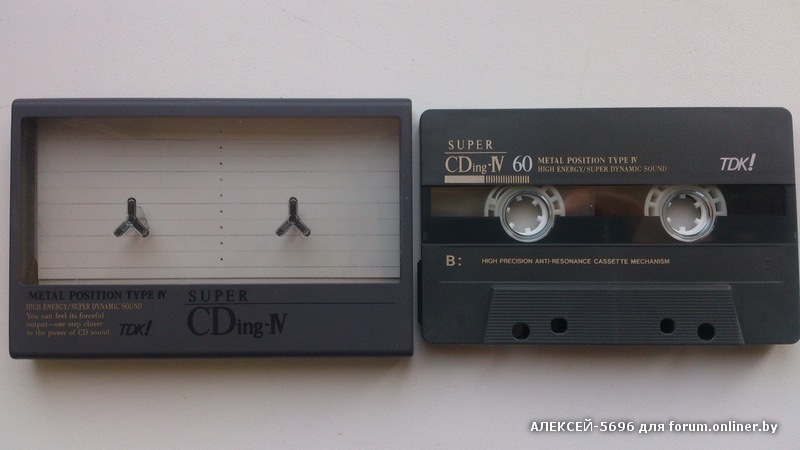 METAL POSITION TYPE IV
HIGH ENERGY/SUPER DYNAMIC SOUND
You can feel its forceful
output–one step closer
to the power of CD sound.
TDK!
SUPER
CDing-IV
SUPER
CDing-IV 60
METAL POSITION TYPE IV
HIGH ENERGY/SUPER DYNAMIC SOUND
TDK!
B:
HIGH PRECISION ANTI-RESONANCE CASSETTE MECHANISM
АЛЕКСЕЙ-5696 для forum.onliner.by